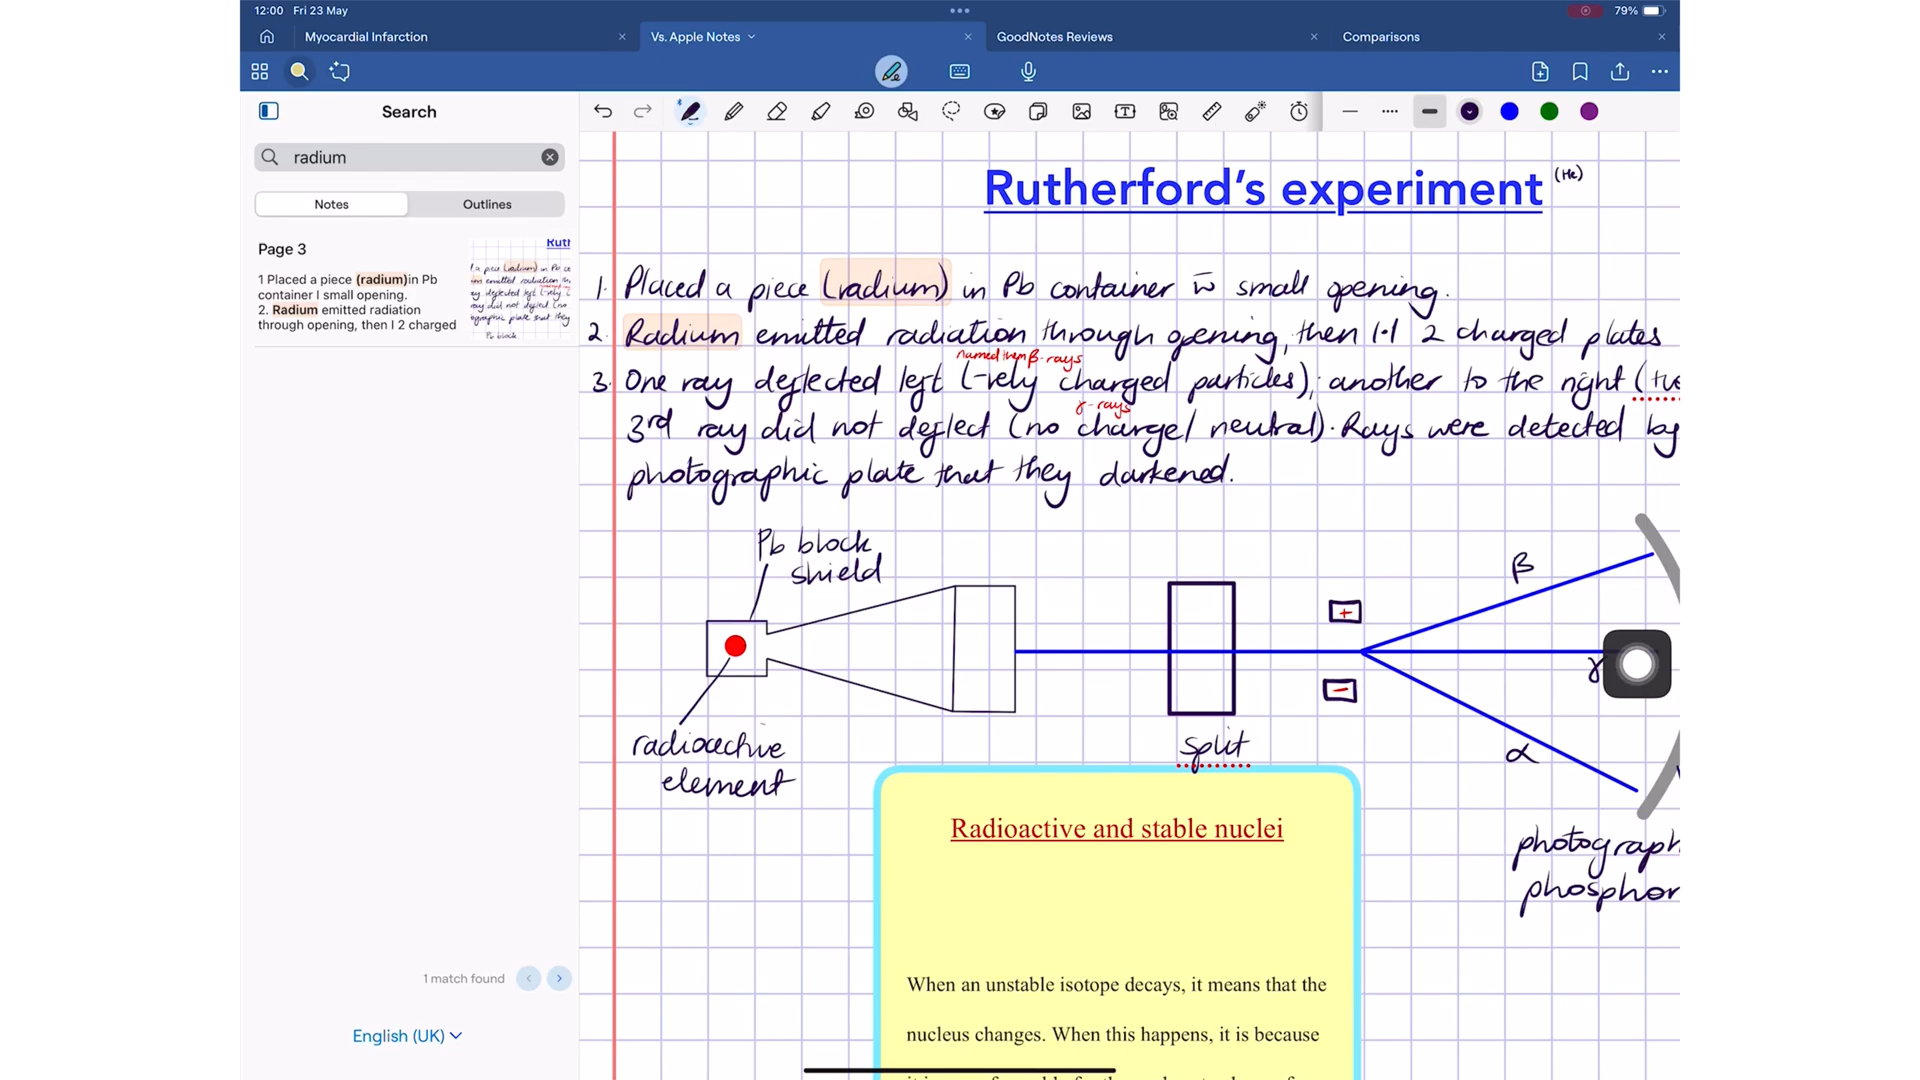 12:00 Fri 23 May
79%
Myocardial Infarction
Vs. Apple Notes
GoodNotes Reviews
Comparisons
Search
radium
Notes
Outlines
Page 3
1 Placed a piece (radium)in Pb
container I small opening.
2. Radium emitted radiation
through opening, then I 2 charged
1 match found
English (UK)
Rutherford's experiment (He)
1. Placed a piece (radium) in Pb container w̄ small opening.
2. Radium emitted radiation through opening, then 1·1 2 charged plates
named them β-rays
3. One ray deflected left (-vely charged particles); another to the right (+ve
γ-rays
3rd ray did not deflect (no charge/ neutral). Rays were detected by
photographic plate that they darkened.
Pb block
shield
β
+
γ
−
α
radioactive
element
split
photograph
phosphor
Radioactive and stable nuclei
When an unstable isotope decays, it means that the
nucleus changes. When this happens, it is because